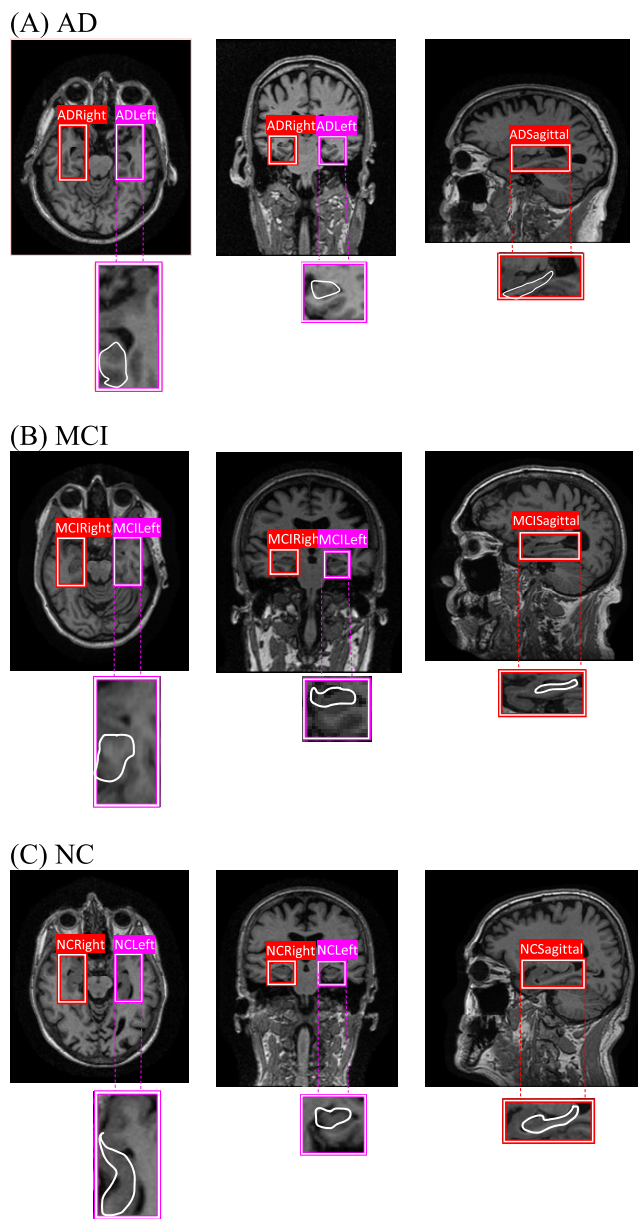 (A) AD
ADRight ADLeft
ADRight ADLeft
ADSagittal
(B) MCI
MCIRight MCILeft
MCIRigh MCILeft
MCISagittal
(C) NC
NCRight NCLeft
NCRight NCLeft
NCSagittal